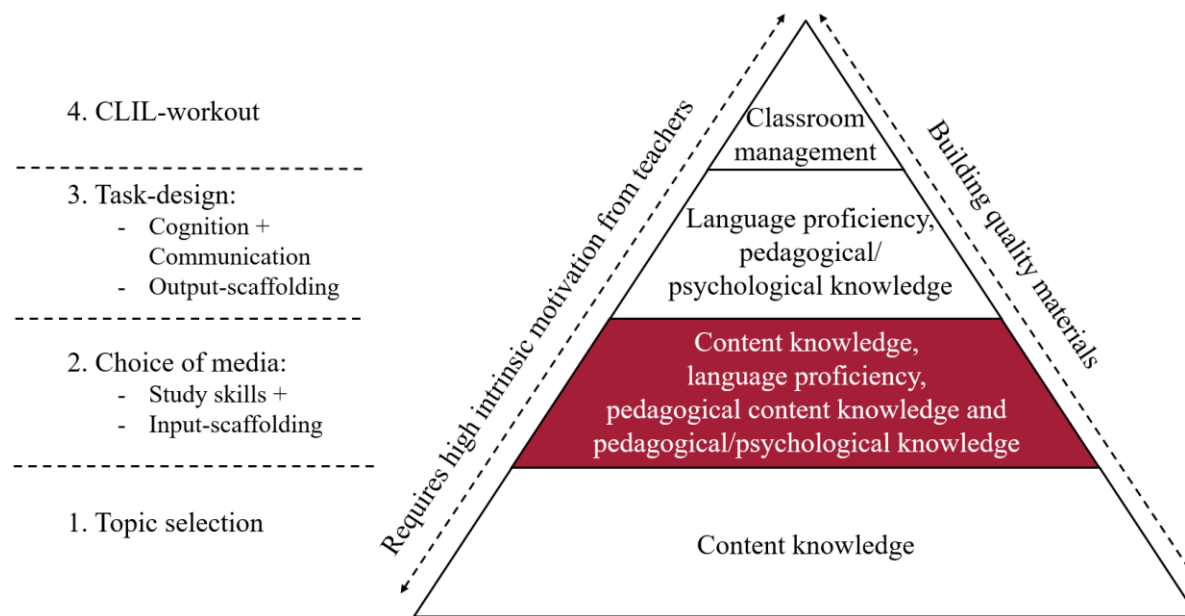 4. CLIL-workout
3. Task-design:
- Cognition +
Communication
- Output-scaffolding
2. Choice of media:
- Study skills +
- Input-scaffolding
1. Topic selection
Requires high intrinsic motivation from teachers
Classroom
management
Language proficiency,
pedagogical/
psychological knowledge
Content knowledge,
language proficiency,
pedagogical content knowledge and
pedagogical/psychological knowledge
Content knowledge
Building quality materials